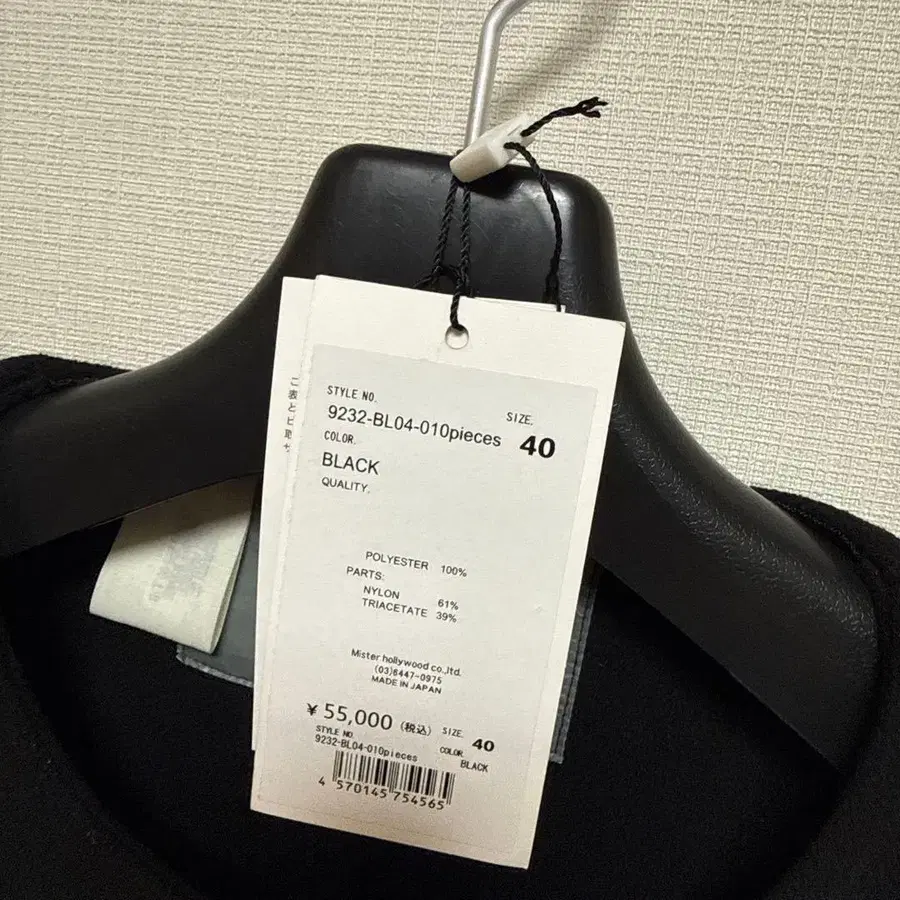 STYLE NO.
9232-BL04-010pieces
SIZE.
40
COLOR.
BLACK
QUALITY.
POLYESTER 100%
PARTS:
NYLON 61%
TRIACETATE 39%
Mister hollywood co.,ltd.
(03)6447-0975
MADE IN JAPAN
¥ 55,000 (税込)
STYLE NO.
9232-BL04-010pieces
SIZE. 40
COLOR. BLACK
4 570145 754565